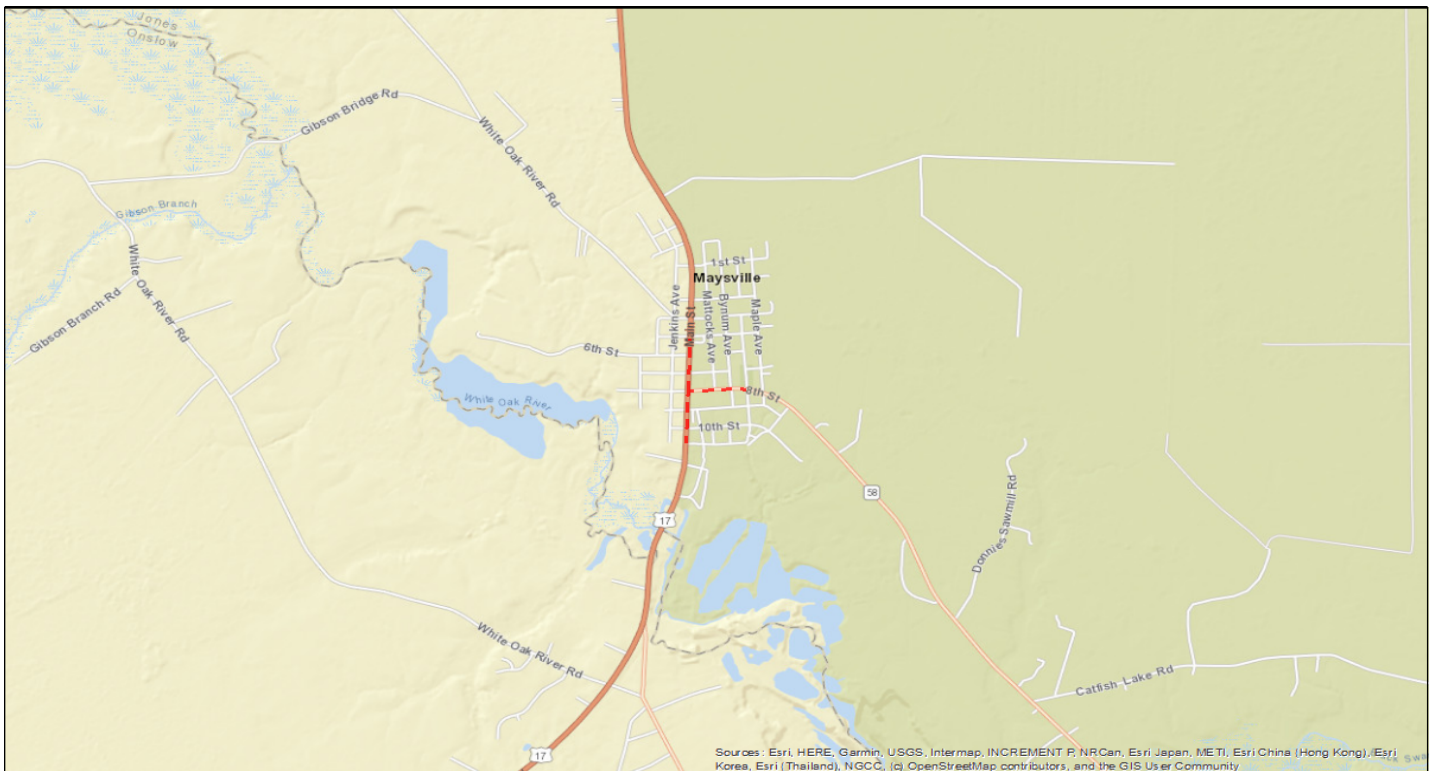 Jones
Onslow
Gibson Bridge Rd
White Oak River Rd
Gibson Branch
White Oak River Rd
Gibson Branch Rd
1st St
Maysville
Jenkins Ave
Main St
Mattocks Ave
Bynum Ave
Maple Ave
6th St
8th St
White Oak River
10th St
58
17
Donnies Sawmill Rd
White Oak River Rd
Catfish Lake Rd
17
Sources: Esri, HERE, Garmin, USGS, Intermap, INCREMENT P, NRCan, Esri Japan, METI, Esri China (Hong Kong), Esri
Korea, Esri (Thailand), NGCC, (c) OpenStreetMap contributors, and the GIS User Community